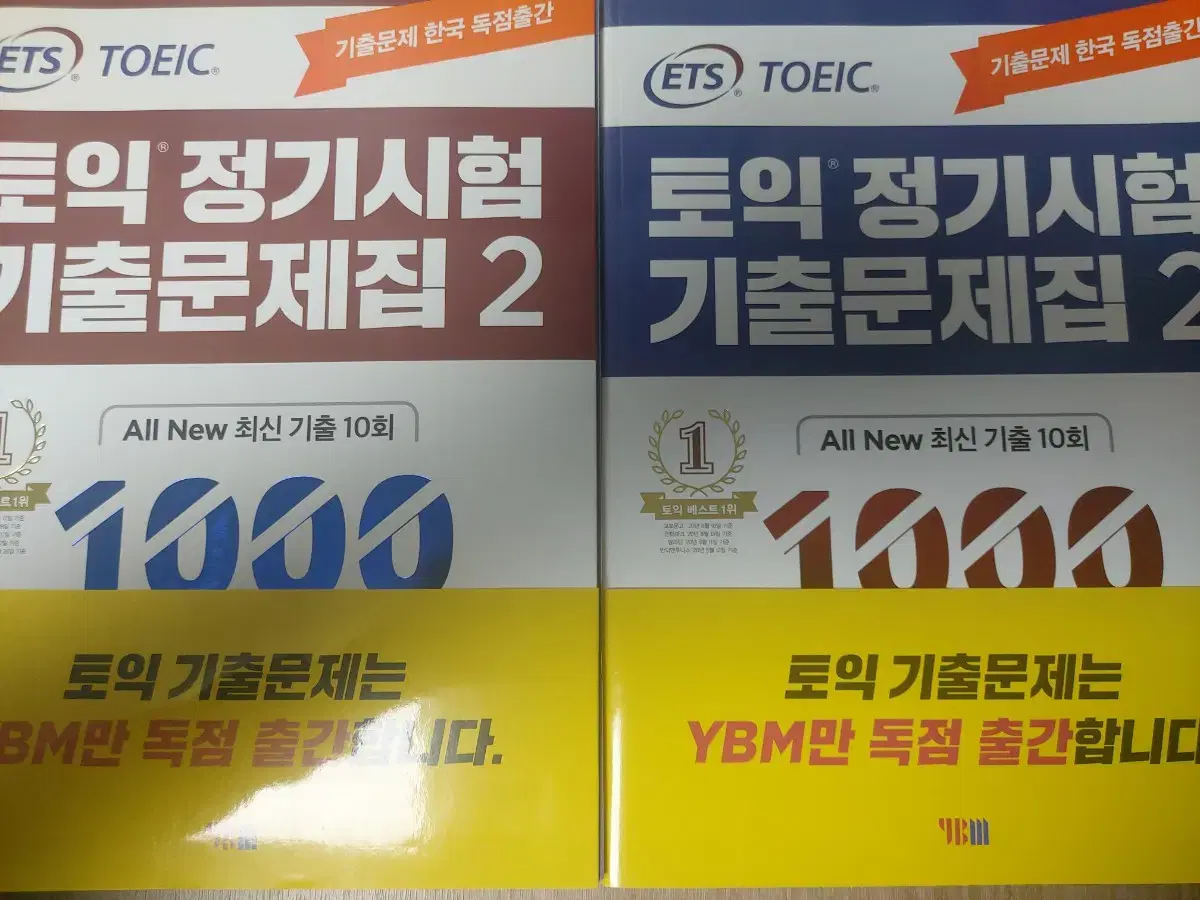 ETS® TOEIC®
기출문제 한국 독점출간
토익® 정기시험
기출문제집 2
All New 최신 기출 10회
1
1000
토익 기출문제는
BM만 독점 출간합니다.
YBM
ETS® TOEIC®
기출문제 한국 독점출간
토익® 정기시험
기출문제집 2
All New 최신 기출 10회
1
토익 베스트 1위
1000
토익 기출문제는
YBM만 독점 출간합니다
YBM